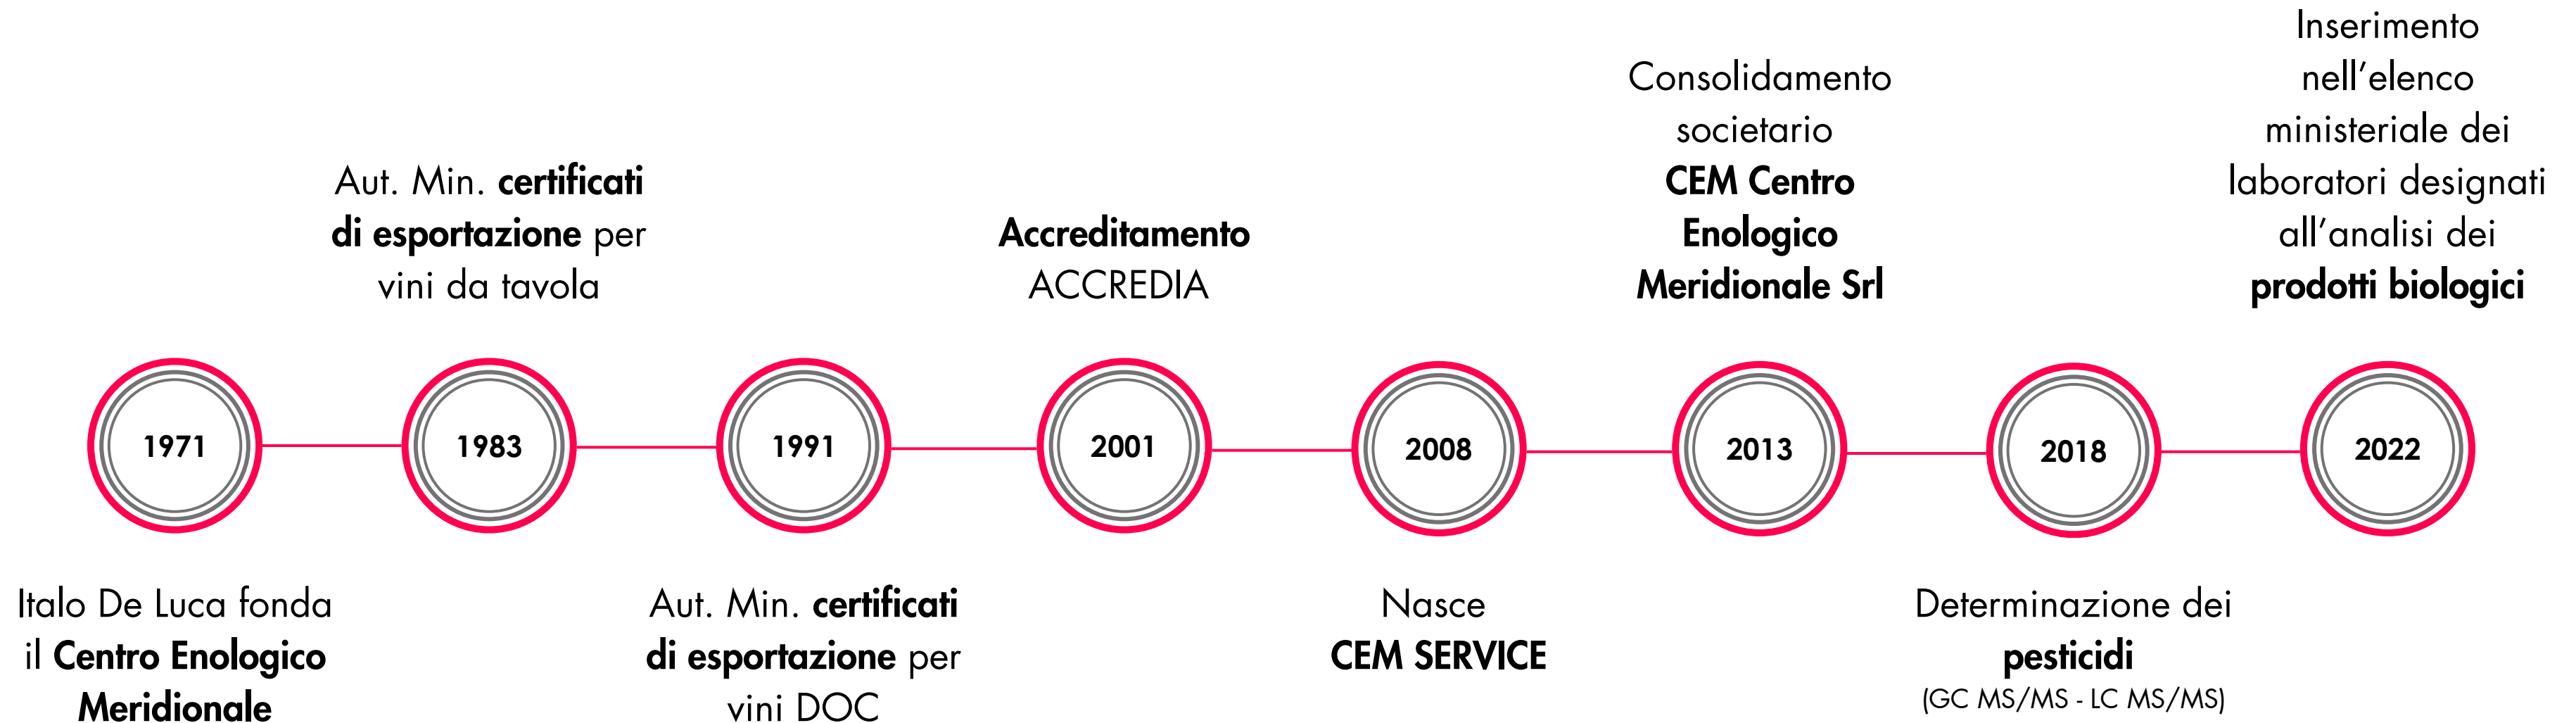 1971
Italo De Luca fonda
il Centro Enologico
Meridionale
Aut. Min. certificati
di esportazione per
vini da tavola
1983
1991
Aut. Min. certificati
di esportazione per
vini DOC
Accreditamento
ACCREDIA
2001
2008
Nasce
CEM SERVICE
Consolidamento
societario
CEM Centro
Enologico
Meridionale Srl
2013
2018
Determinazione dei
pesticidi
(GC MS/MS - LC MS/MS)
Inserimento
nell’elenco
ministeriale dei
laboratori designati
all’analisi dei
prodotti biologici
2022